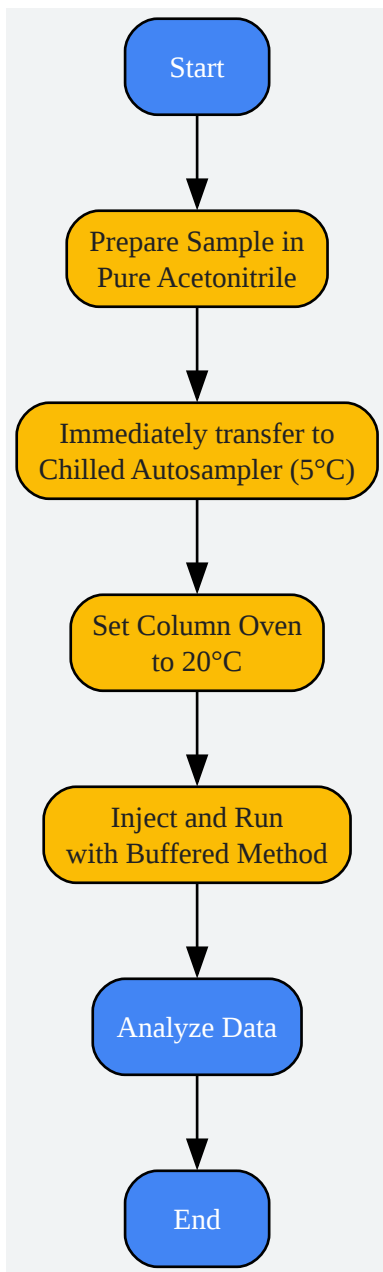 Start
Prepare Sample in
Pure Acetonitrile
Immediately transfer to
Chilled Autosampler (5°C)
Set Column Oven
to 20°C
Inject and Run
with Buffered Method
Analyze Data
End